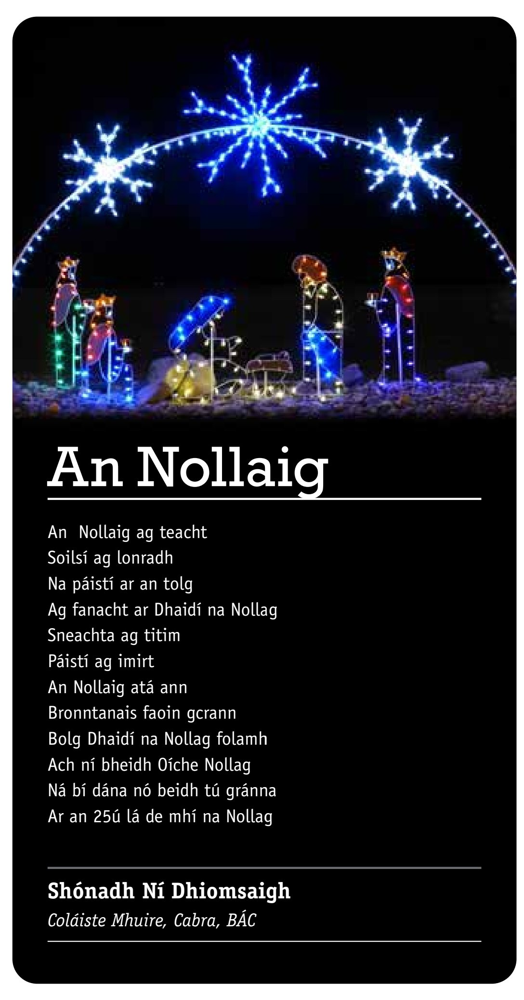 An Nollaig
An Nollaig ag teacht
Soilsí ag lonradh
Na páistí ar an tolg
Ag fanacht ar Dhaidí na Nollag
Sneachta ag titim
Páistí ag imirt
An Nollaig atá ann
Bronntanais faoin gcrann
Bolg Dhaidí na Nollag folamh
Ach ní bheidh Oíche Nollag
Ná bí dána nó beidh tú gránna
Ar an 25ú lá de mhí na Nollag
Shónadh Ní Dhiomsaigh
Coláiste Mhuire, Cabra, BÁC